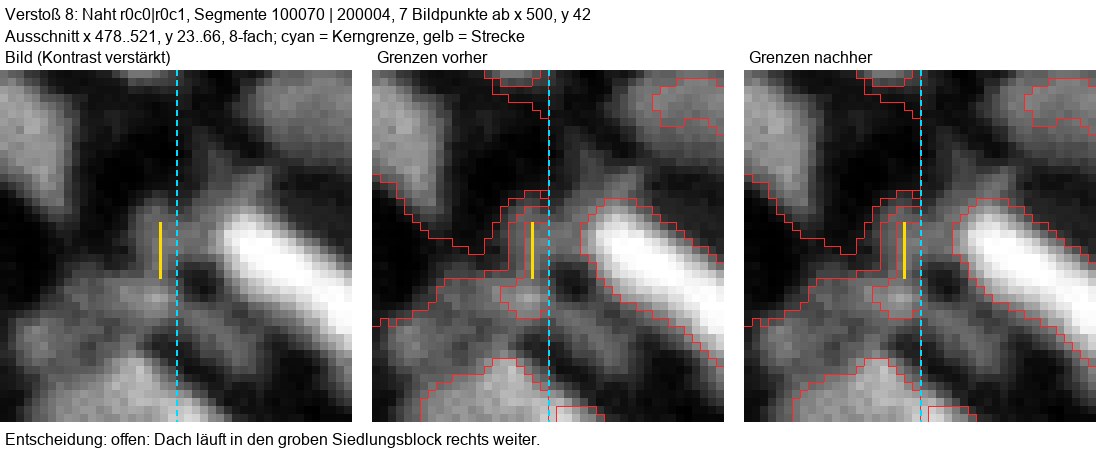 Verstoß 8: Naht r0c0|r0c1, Segmente 100070 | 200004, 7 Bildpunkte ab x 500, y 42
Ausschnitt x 478..521, y 23..66, 8-fach; cyan = Kerngrenze, gelb = Strecke
Bild (Kontrast verstärkt) Grenzen vorher Grenzen nachher
Entscheidung: offen: Dach läuft in den groben Siedlungsblock rechts weiter.